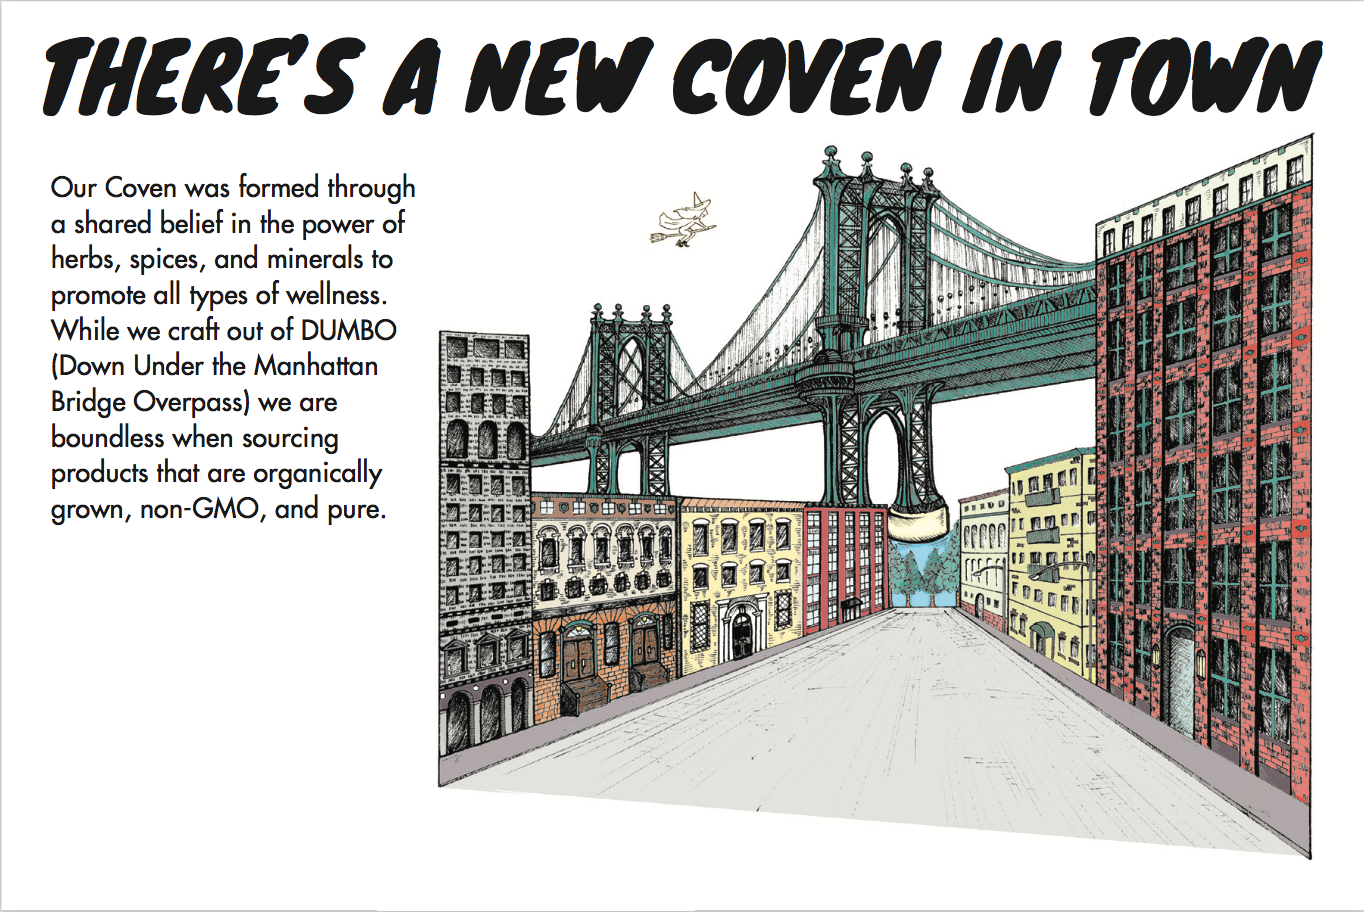 THERE'S A NEW COVEN IN TOWN
Our Coven was formed through
a shared belief in the power of
herbs, spices, and minerals to
promote all types of wellness.
While we craft out of DUMBO
(Down Under the Manhattan
Bridge Overpass) we are
boundless when sourcing
products that are organically
grown, non-GMO, and pure.